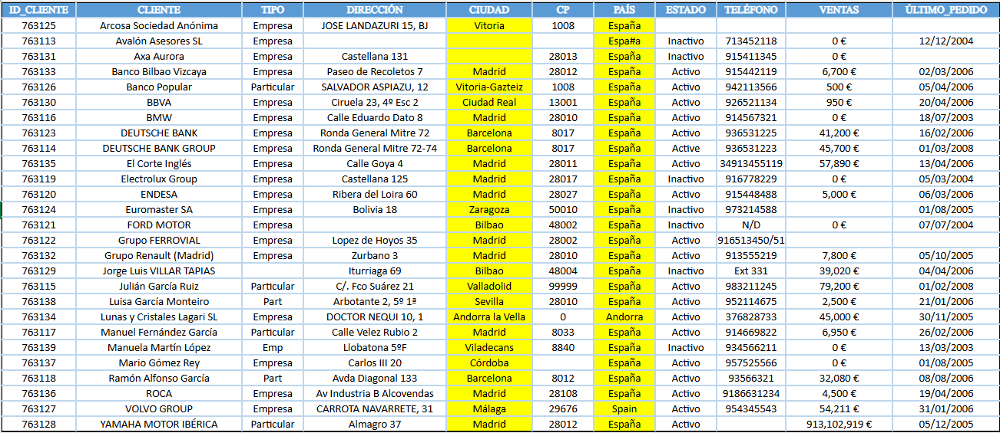 ID_CLIENTE CLIENTE TIPO DIRECCIÓN CIUDAD CP PAÍS ESTADO TELÉFONO VENTAS ÚLTIMO_PEDIDO
763125 Arcosa Sociedad Anónima Empresa JOSE LANDAZURI 15, BJ Vitoria 1008 España
763113 Avalón Asesores SL Empresa Espa#a Inactivo 713452118 0 € 12/12/2004
763131 Axa Aurora Empresa Castellana 131 28013 España Inactivo 915411345 0 €
763133 Banco Bilbao Vizcaya Empresa Paseo de Recoletos 7 Madrid 28012 España Activo 915442119 6,700 € 02/03/2006
763126 Banco Popular Particular SALVADOR ASPIAZU, 12 Vitoria-Gazteiz 1008 España Activo 942113566 500 € 05/04/2006
763130 BBVA Empresa Ciruela 23, 4º Esc 2 Ciudad Real 13001 España Activo 926521134 950 € 20/04/2006
763116 BMW Empresa Calle Eduardo Dato 8 Madrid 28010 España Activo 914567321 0 € 18/07/2003
763123 DEUTSCHE BANK Empresa Ronda General Mitre 72 Barcelona 8017 España Activo 936531225 41,200 € 16/02/2006
763114 DEUTSCHE BANK GROUP Empresa Ronda General Mitre 72-74 Barcelona 8017 España Active 936531223 45,700 € 01/03/2008
763135 El Corte Inglés Empresa Calle Goya 4 Madrid 28011 España Activo 34913455119 57,890 € 13/04/2006
763119 Electrolux Group Empresa Castellana 125 Madrid 28017 España Inactivo 916778229 0 € 05/03/2004
763120 ENDESA Empresa Ribera del Loira 60 Madrid 28027 España Activo 915448488 5,000 € 06/03/2006
763124 Euromaster SA Empresa Bolivia 18 Zaragoza 50010 España Inactivo 973214588 01/08/2005
763121 FORD MOTOR Empresa Bilbao 48002 España Inactivo N/D 0 € 07/07/2004
763122 Grupo FERROVIAL Empresa Lopez de Hoyos 35 Madrid 28002 España Activo 916513450/51
763132 Grupo Renault (Madrid) Empresa Zurbano 3 Madrid 28010 España Activo 913555219 7,800 € 05/10/2005
763129 Jorge Luis VILLAR TAPIAS Iturriaga 69 Bilbao 48004 España Inactivo Ext 331 39,020 € 04/04/2006
763115 Julián García Ruiz Particular C/. Fco Suárez 21 Valladolid 99999 España Activo 983211245 79,200 € 01/02/2008
763138 Luisa García Monteiro Part Arbotante 2, 5º 1ª Sevilla 28010 España Activo 952114675 2,500 € 21/01/2006
763134 Lunas y Cristales Lagari SL Empresa DOCTOR NEQUI 10, 1 Andorra la Vella 0 Andorra Activo 376828733 45,000 € 30/11/2005
763117 Manuel Fernández García Particular Calle Velez Rubio 2 Madrid 8033 España Activo 914669822 6,950 € 26/02/2006
763139 Manuela Martín López Emp Llobatona 5ºF Viladecans 8840 España Inactivo 934566211 0 € 13/03/2003
763137 Mario Gómez Rey Empresa Carlos III 20 Córdoba España Activo 957525566 0 € 01/08/2005
763118 Ramón Alfonso García Part Avda Diagonal 133 Barcelona 8012 España Activo 93566321 32,080 € 08/08/2006
763136 ROCA Empresa Av Industria B Alcovendas Madrid 28108 España Activo 9186631234 4,500 € 19/04/2006
763127 VOLVO GROUP Empresa CARROTA NAVARRETE, 31 Málaga 29676 Spain Activo 954345543 54,211 € 31/01/2006
763128 YAMAHA MOTOR IBÉRICA Particular Almagro 37 Madrid 28012 España Activo 913,102,919 € 05/12/2005